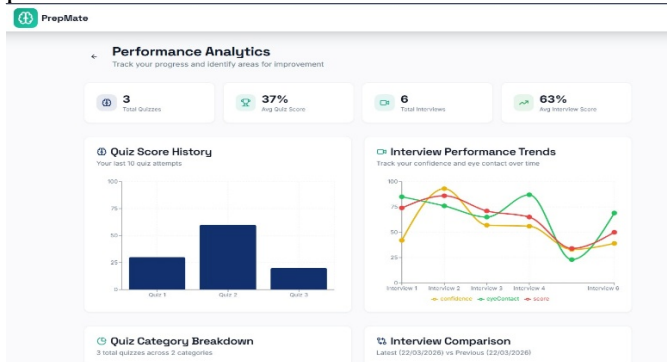 PrepMate
← Performance Analytics
Track your progress and identify areas for improvement
3
Total Quizzes
37%
Avg Quiz Score
6
Total Interviews
63%
Avg Interview Score
Quiz Score History
Your last 10 quiz attempts
100
75
50
25
0
Quiz 1 Quiz 2 Quiz 3
Interview Performance Trends
Track your confidence and eye contact over time
100
75
50
25
0
Interview 1 Interview 2 Interview 3 Interview 4 Interview 6
confidence eyeContact score
Quiz Category Breakdown
3 total quizzes across 2 categories
Interview Comparison
Latest (22/03/2026) vs Previous (22/03/2026)